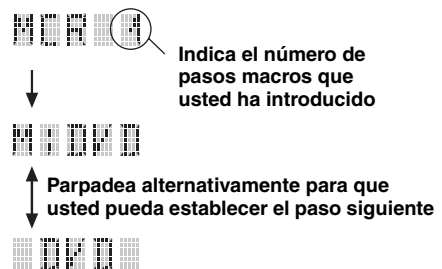 MCR 1
Indica el número de
pasos macros que
usted ha introducido
M:DVD
Parpadea alternativamente para que
usted pueda establecer el paso siguiente
DVD